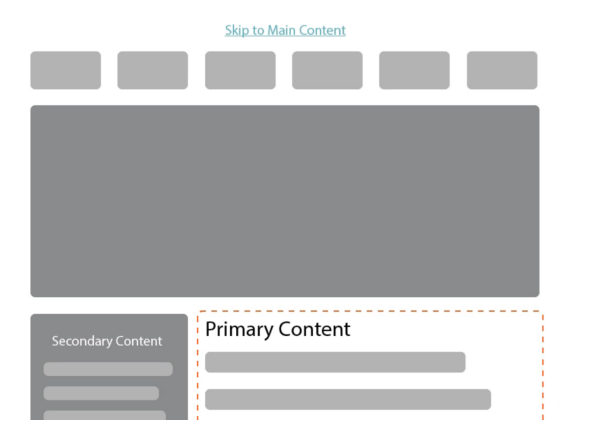 Skip to Main Content
Primary Content
Secondary Content